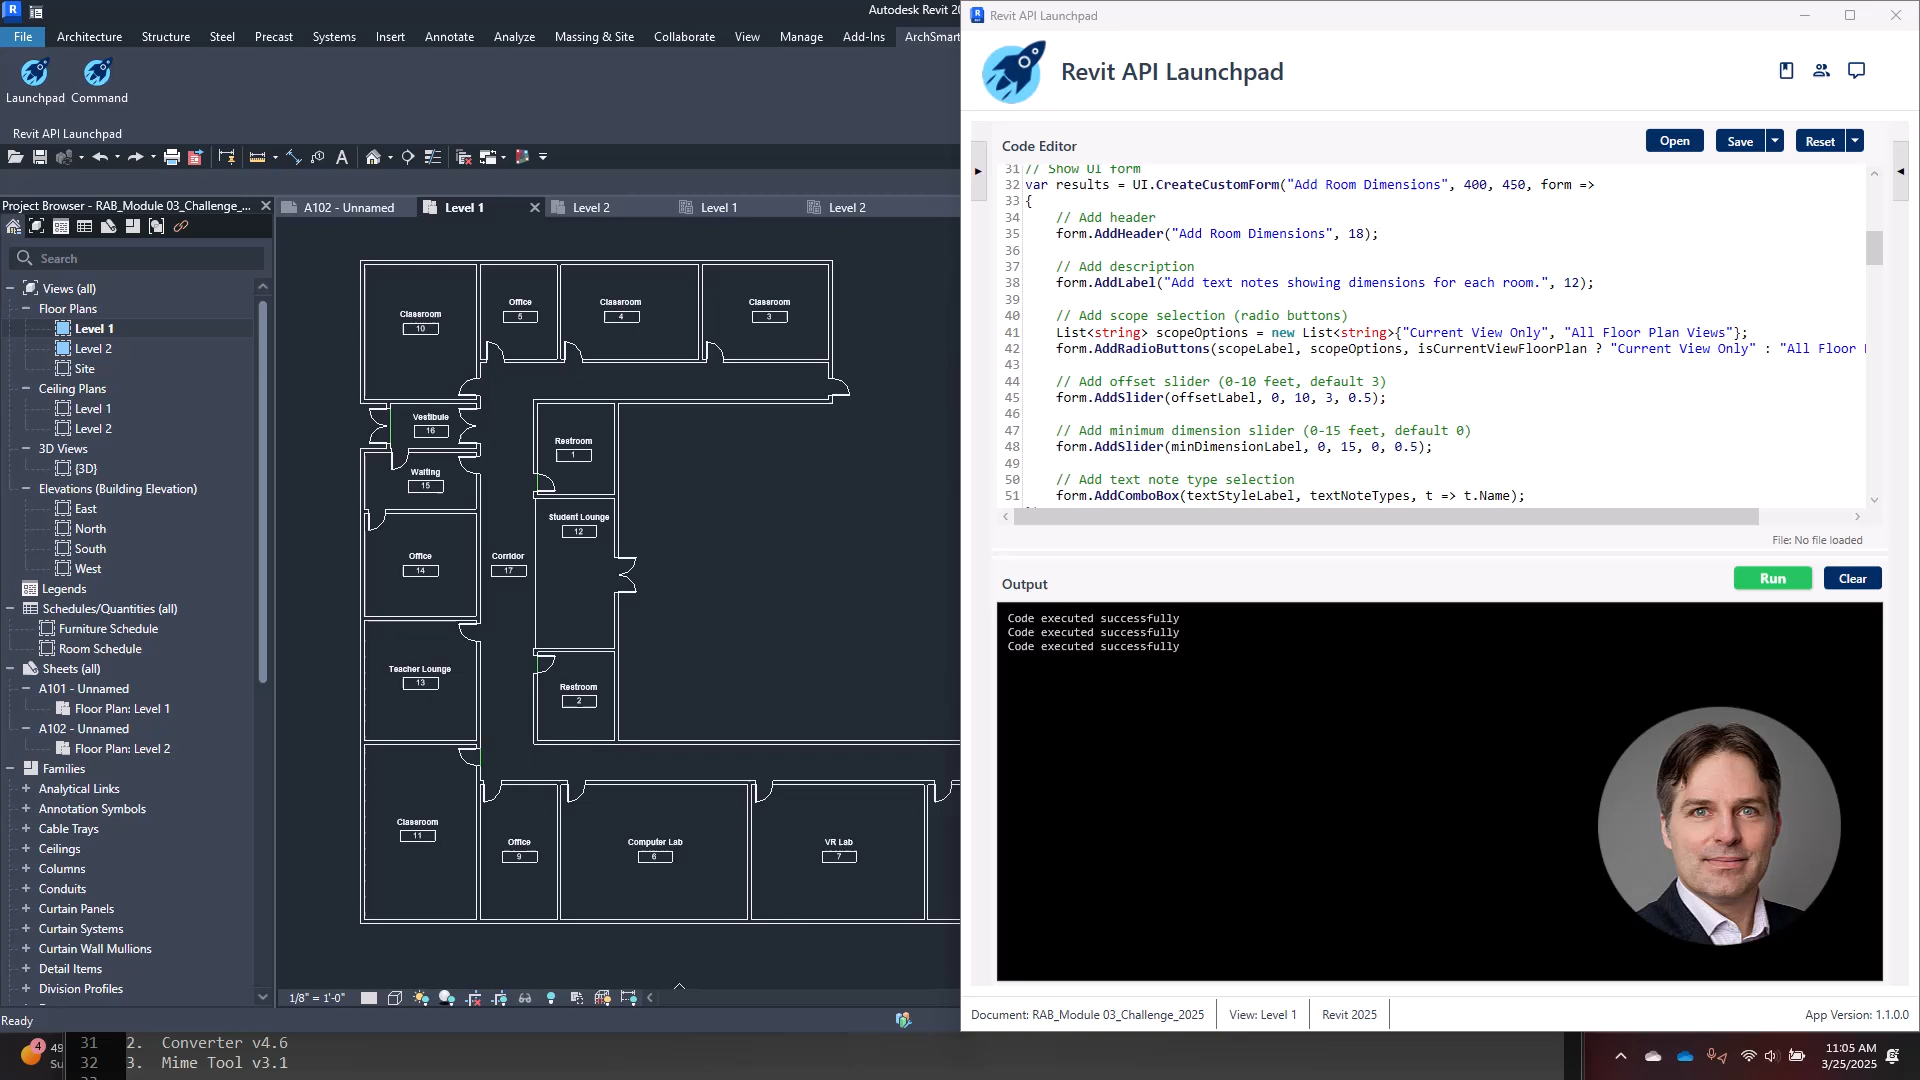 Autodesk Revit 20
File
Architecture
Structure
Steel
Precast
Systems
Insert
Annotate
Analyze
Massing & Site
Collaborate
View
Manage
Add-Ins
ArchSmart
Launchpad
Command
Revit API Launchpad
Project Browser - RAB_Module 03_Challenge_...
Search
Views (all)
Floor Plans
Level 1
Level 2
Site
Ceiling Plans
Level 1
Level 2
3D Views
{3D}
Elevations (Building Elevation)
East
North
South
West
Legends
Schedules/Quantities (all)
Furniture Schedule
Room Schedule
Sheets (all)
A101 - Unnamed
Floor Plan: Level 1
A102 - Unnamed
Floor Plan: Level 2
Families
Analytical Links
Annotation Symbols
Cable Trays
Ceilings
Columns
Conduits
Curtain Panels
Curtain Systems
Curtain Wall Mullions
Detail Items
Division Profiles
Ready
A102 - Unnamed
Level 1
Level 2
Level 1
Level 2
Classroom
10
Office
5
Classroom
4
Classroom
3
Vestibule
16
Waiting
15
Restroom
1
Student Lounge
12
Office
14
Corridor
17
Teacher Lounge
13
Restroom
2
Classroom
11
Office
9
Computer Lab
6
VR Lab
7
1/8" = 1'-0"
Revit API Launchpad
Revit API Launchpad
Code Editor
Open
Save
Reset
31 // Show UI form
32 var results = UI.CreateCustomForm("Add Room Dimensions", 400, 450, form =>
33 {
34 // Add header
35 form.AddHeader("Add Room Dimensions", 18);
36
37 // Add description
38 form.AddLabel("Add text notes showing dimensions for each room.", 12);
39
40 // Add scope selection (radio buttons)
41 List<string> scopeOptions = new List<string>{"Current View Only", "All Floor Plan Views"};
42 form.AddRadioButtons(scopeLabel, scopeOptions, isCurrentViewFloorPlan ? "Current View Only" : "All Floor
43
44 // Add offset slider (0-10 feet, default 3)
45 form.AddSlider(offsetLabel, 0, 10, 3, 0.5);
46
47 // Add minimum dimension slider (0-15 feet, default 0)
48 form.AddSlider(minDimensionLabel, 0, 15, 0, 0.5);
49
50 // Add text note type selection
51 form.AddComboBox(textStyleLabel, textNoteTypes, t => t.Name);
File: No file loaded
Output
Run
Clear
Code executed successfully
Code executed successfully
Code executed successfully
Document: RAB_Module 03_Challenge_2025
View: Level 1
Revit 2025
App Version: 1.1.0.0
4
49
Su
31 2. Converter v4.6
32 3. Mime Tool v3.1
11:05 AM
3/25/2025